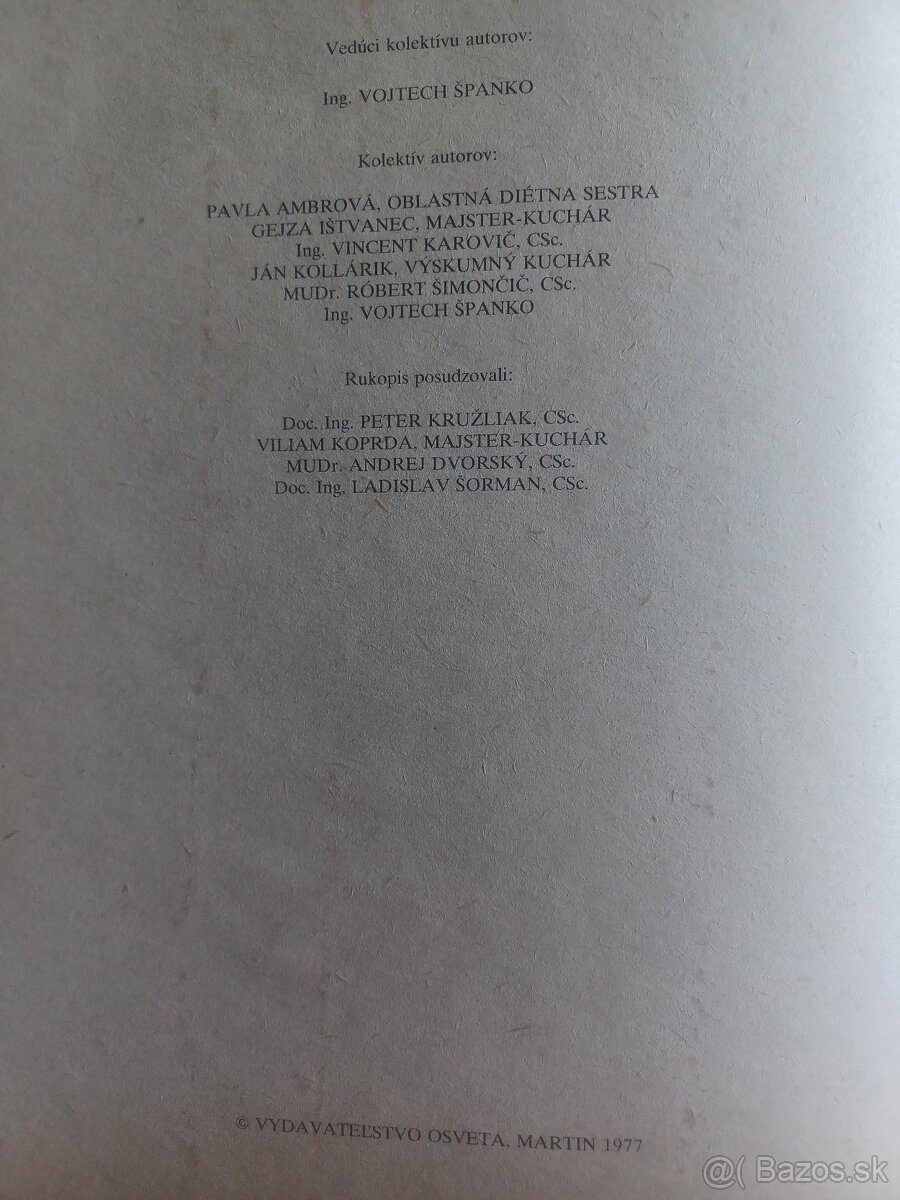 Vedúci kolektívu autorov:
Ing. VOJTECH ŠPANKO
Kolektív autorov:
PAVLA AMBROVÁ, OBLASTNÁ DIÉTNA SESTRA
GEJZA IŠTVANEC, MAJSTER-KUCHÁR
Ing. VINCENT KAROVIČ, CSc.
JÁN KOLLÁRIK, VÝSKUMNÝ KUCHÁR
MUDr. RÓBERT ŠIMONČIČ, CSc.
Ing. VOJTECH ŠPANKO
Rukopis posudzovali:
Doc. Ing. PETER KRUŽLIAK, CSc.
VILIAM KOPRDA, MAJSTER-KUCHÁR
MUDr. ANDREJ DVORSKÝ, CSc.
Doc. Ing. LADISLAV ŠORMAN, CSc.
© VYDAVATEĽSTVO OSVETA, MARTIN 1977
@( Bazos.sk